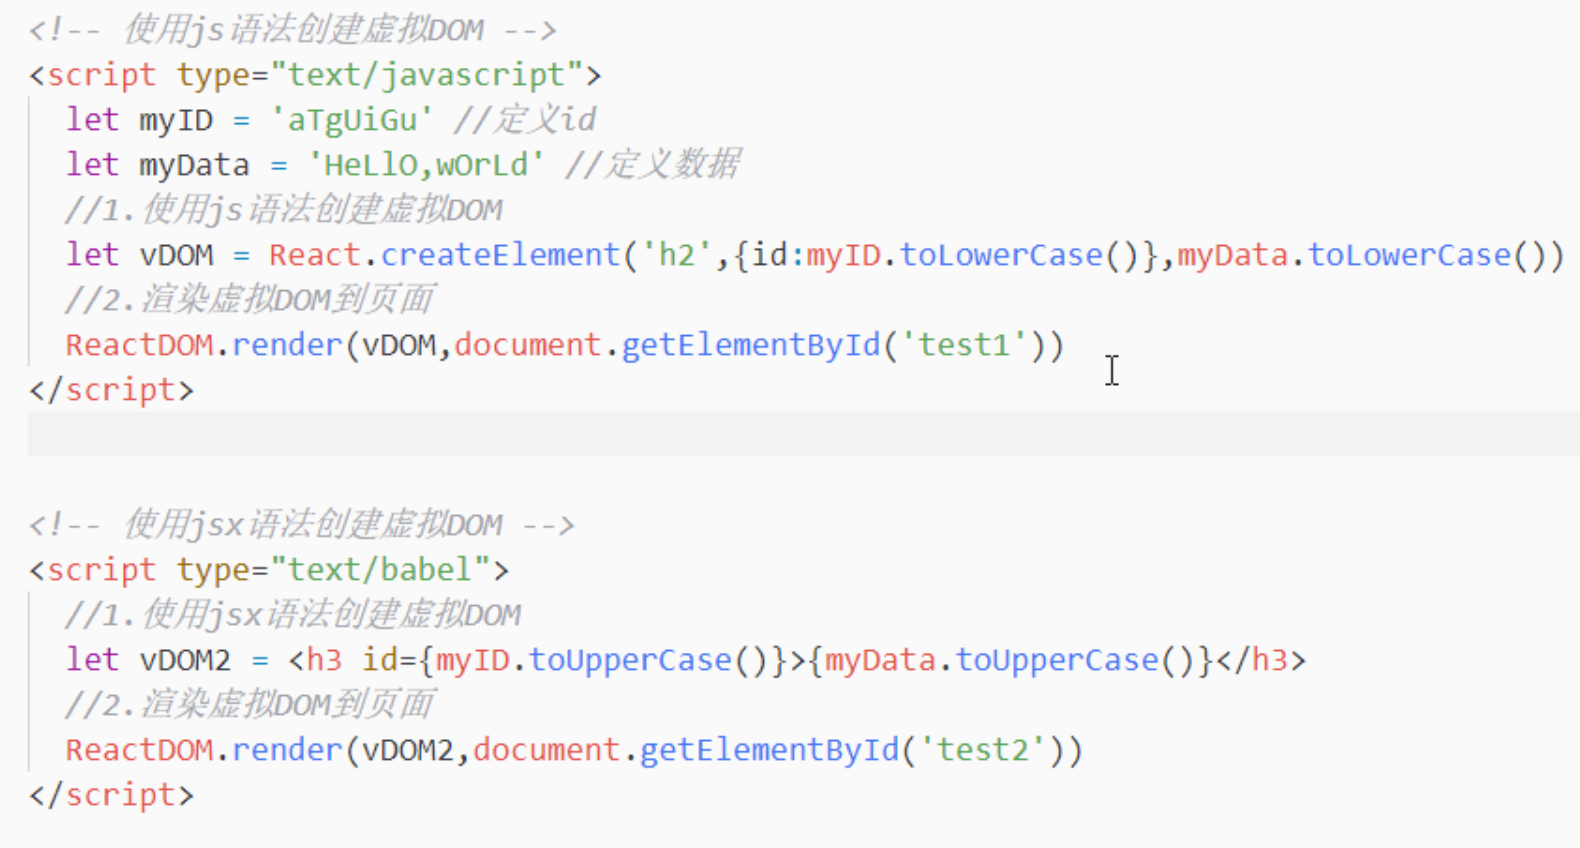 <!-- 使用js语法创建虚拟DOM -->
<script type="text/javascript">
let myID = 'aTgUiGu' //定义id
let myData = 'HeLlO,wOrLd' //定义数据
//1.使用js语法创建虚拟DOM
let vDOM = React.createElement('h2',{id:myID.toLowerCase()},myData.toLowerCase())
//2.渲染虚拟DOM到页面
ReactDOM.render(vDOM,document.getElementById('test1'))
</script>
<!-- 使用jsx语法创建虚拟DOM -->
<script type="text/babel">
//1.使用jsx语法创建虚拟DOM
let vDOM2 = <h3 id={myID.toUpperCase()}>{myData.toUpperCase()}</h3>
//2.渲染虚拟DOM到页面
ReactDOM.render(vDOM2,document.getElementById('test2'))
</script>